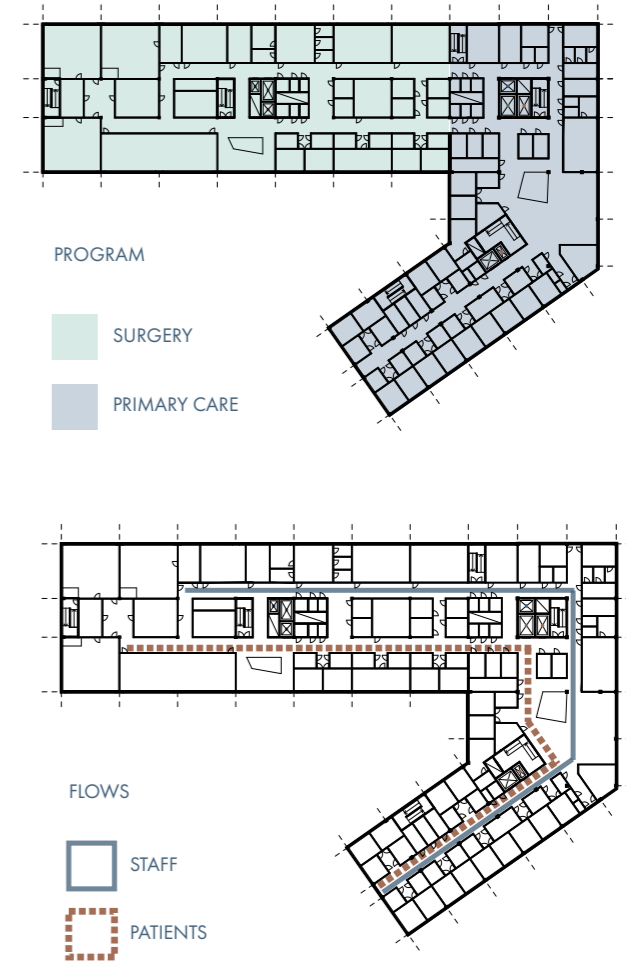 PROGRAM
SURGERY
PRIMARY CARE
FLOWS
STAFF
PATIENTS